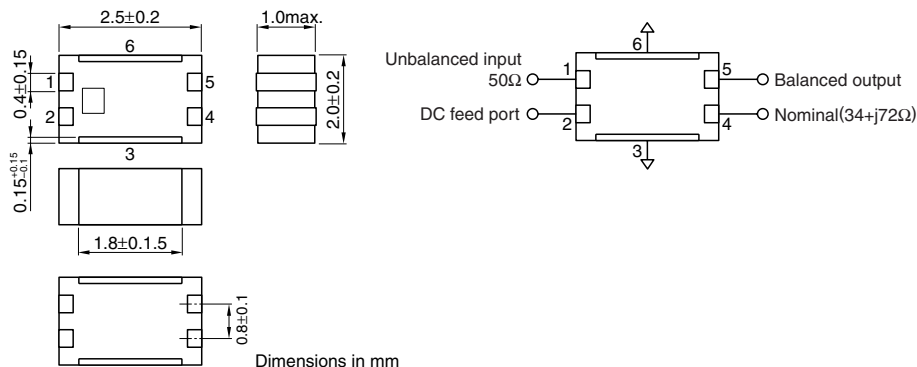 2.5±0.2
6
1
5
2
4
3
0.4±0.15
0.15+0.15 -0.1
1.0max.
2.0±0.2
1.8±0.1.5
0.8±0.1
Dimensions in mm
Unbalanced input
50Ω
DC feed port
6
1
5
2
4
3
Balanced output
Nominal(34+j72Ω)